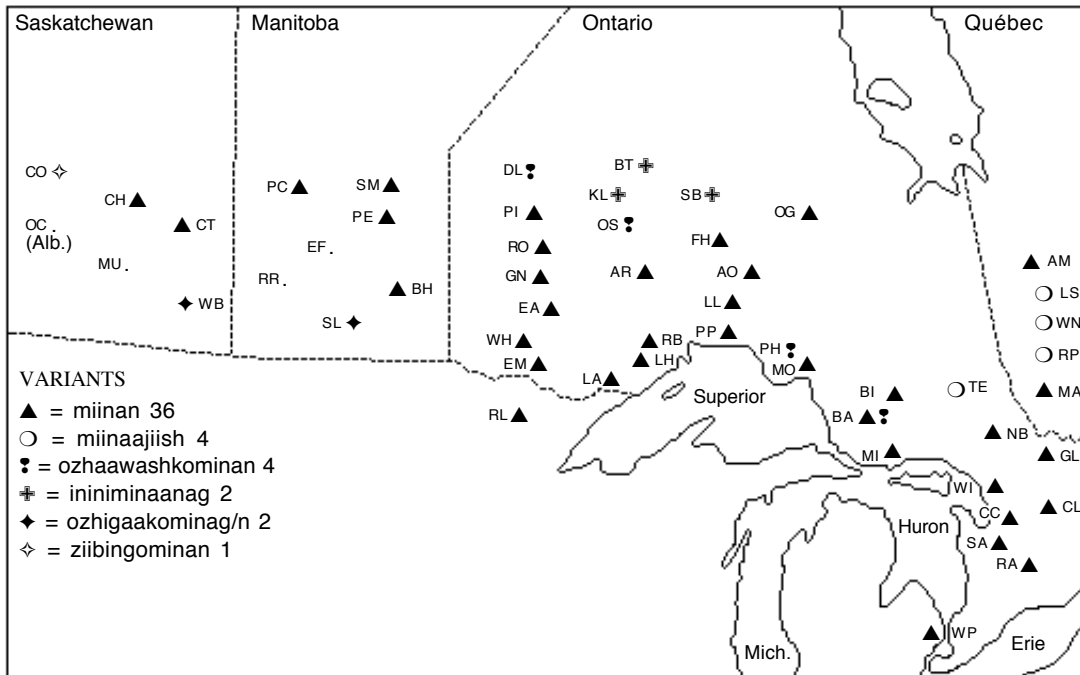 Saskatchewan Manitoba Ontario Québec
CO
CH
OC
(Alb.)
CT
MU
WB
PC
SM
PE
EF
RR
BH
SL
DL
BT
KL
SB
PI
OS
OG
RO
FH
GN
AR
AO
EA
LL
WH
RB
PP
EM
LH
PH
LA
MO
RL
Superior
BI
BA
TE
MI
NB
AM
LS
WN
RP
MA
GL
WI
CL
CC
Huron
SA
RA
WP
Mich.
Erie
VARIANTS
▲ = miinan 36
❍ = miinaajiish 4
❢ = ozhaawashkominan 4
✙ = ininiminaanag 2
✦ = ozhigaakominag/n 2
✧ = ziibingominan 1